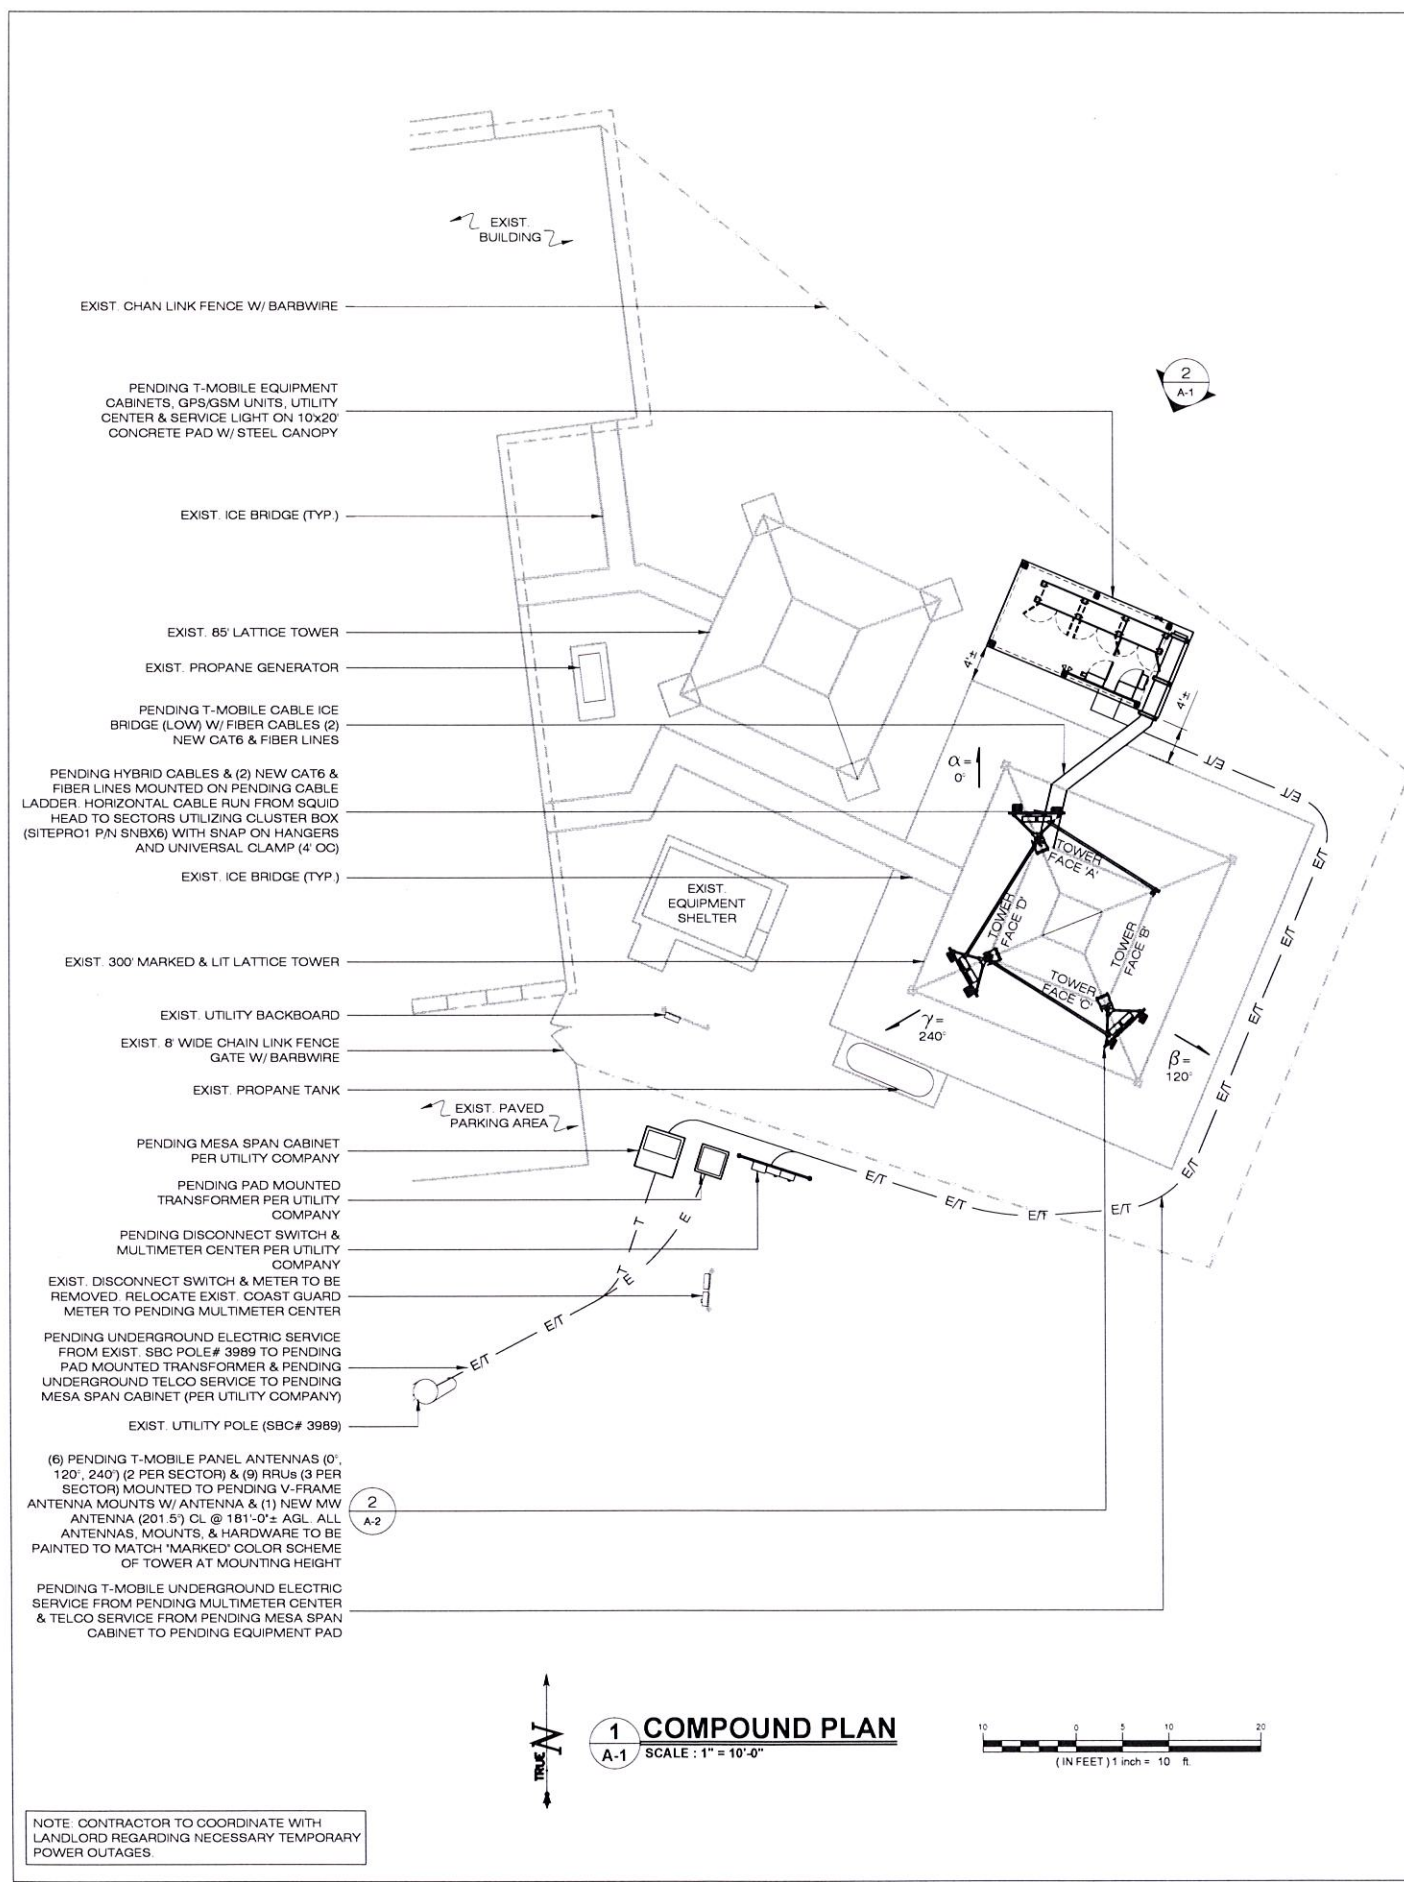 EXIST.
BUILDING
EXIST. CHAN LINK FENCE W/ BARBWIRE
2
A-1
PENDING T-MOBILE EQUIPMENT
CABINETS, GPS/GSM UNITS, UTILITY
CENTER & SERVICE LIGHT ON 10'x20'
CONCRETE PAD W/ STEEL CANOPY
EXIST. ICE BRIDGE (TYP.)
EXIST. 85' LATTICE TOWER
EXIST. PROPANE GENERATOR
4'±
4'±
PENDING T-MOBILE CABLE ICE
BRIDGE (LOW) W/ FIBER CABLES (2)
NEW CAT6 & FIBER LINES
α =
0°
E/T
E/T
PENDING HYBRID CABLES & (2) NEW CAT6 &
FIBER LINES MOUNTED ON PENDING CABLE
LADDER. HORIZONTAL CABLE RUN FROM SQUID
HEAD TO SECTORS UTILIZING CLUSTER BOX
(SITEPRO1 P/N SNBX6) WITH SNAP ON HANGERS
AND UNIVERSAL CLAMP (4' OC)
E/T
TOWER
FACE 'A'
EXIST. ICE BRIDGE (TYP.)
EXIST.
EQUIPMENT
SHELTER
TOWER
FACE 'D'
TOWER
FACE 'B'
E/T
EXIST. 300' MARKED & LIT LATTICE TOWER
TOWER
FACE 'C'
E/T
EXIST. UTILITY BACKBOARD
γ =
240°
EXIST. 8' WIDE CHAIN LINK FENCE
GATE W/ BARBWIRE
β =
120°
EXIST. PROPANE TANK
E/T
EXIST. PAVED
PARKING AREA
PENDING MESA SPAN CABINET
PER UTILITY COMPANY
E/T
E/T
E/T
E/T
E/T
PENDING PAD MOUNTED
TRANSFORMER PER UTILITY
COMPANY
T
E
PENDING DISCONNECT SWITCH &
MULTIMETER CENTER PER UTILITY
COMPANY
T
E
EXIST. DISCONNECT SWITCH & METER TO BE
REMOVED. RELOCATE EXIST. COAST GUARD
METER TO PENDING MULTIMETER CENTER
E/T
E/T
PENDING UNDERGROUND ELECTRIC SERVICE
FROM EXIST. SBC POLE# 3989 TO PENDING
PAD MOUNTED TRANSFORMER & PENDING
UNDERGROUND TELCO SERVICE TO PENDING
MESA SPAN CABINET (PER UTILITY COMPANY)
EXIST. UTILITY POLE (SBC# 3989)
(6) PENDING T-MOBILE PANEL ANTENNAS (0°,
120°, 240°) (2 PER SECTOR) & (9) RRUs (3 PER
SECTOR) MOUNTED TO PENDING V-FRAME
ANTENNA MOUNTS W/ ANTENNA & (1) NEW MW
ANTENNA (201.5°) CL @ 181'-0"± AGL. ALL
ANTENNAS, MOUNTS, & HARDWARE TO BE
PAINTED TO MATCH "MARKED" COLOR SCHEME
OF TOWER AT MOUNTING HEIGHT
2
A-2
PENDING T-MOBILE UNDERGROUND ELECTRIC
SERVICE FROM PENDING MULTIMETER CENTER
& TELCO SERVICE FROM PENDING MESA SPAN
CABINET TO PENDING EQUIPMENT PAD
TRUE N
1
A-1
COMPOUND PLAN
SCALE : 1" = 10'-0"
10 0 5 10 20
( IN FEET ) 1 inch = 10 ft.
NOTE: CONTRACTOR TO COORDINATE WITH
LANDLORD REGARDING NECESSARY TEMPORARY
POWER OUTAGES.